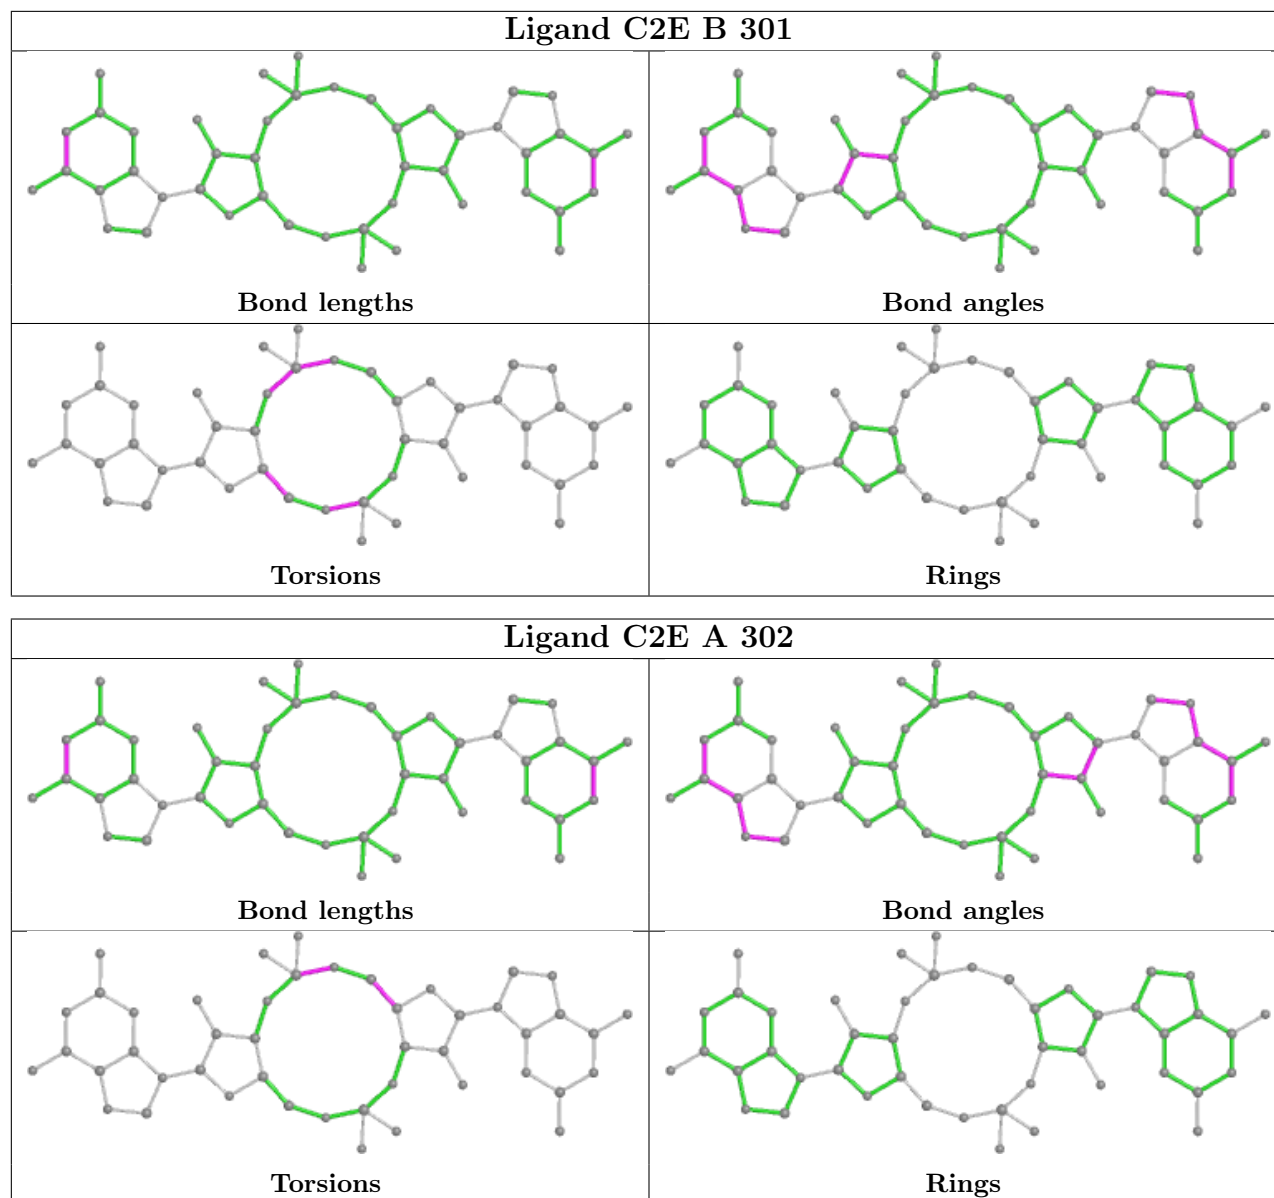 Ligand C2E B 301
Bond lengths
Bond angles
Torsions
Rings
Ligand C2E A 302
Bond lengths
Bond angles
Torsions
Rings